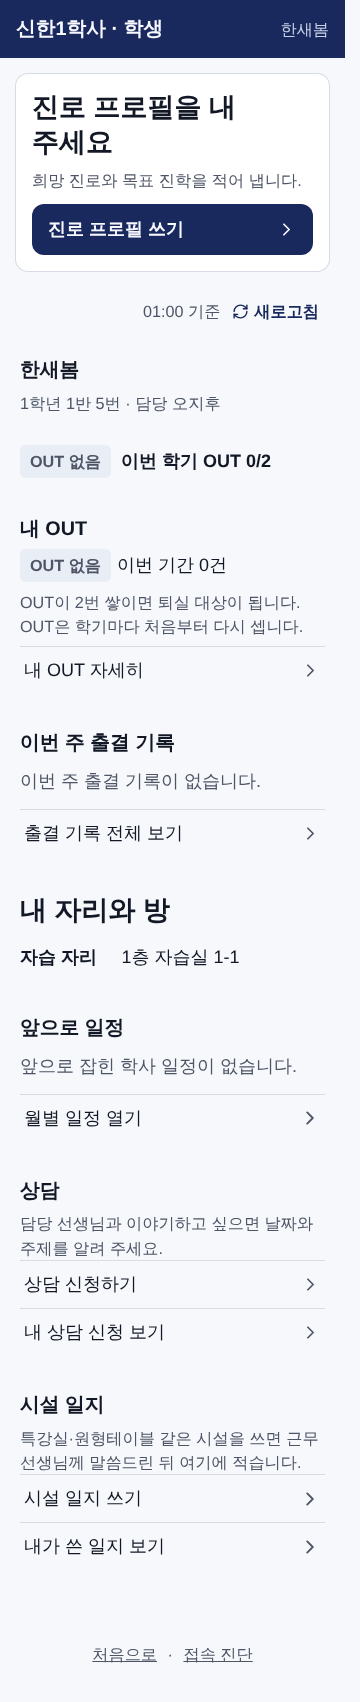 신한1학사 · 학생
한새봄
진로 프로필을 내
주세요
희망 진로와 목표 진학을 적어 냅니다.
진로 프로필 쓰기
01:00 기준 새로고침
한새봄
1학년 1반 5번 · 담당 오지후
OUT 없음 이번 학기 OUT 0/2
내 OUT
OUT 없음 이번 기간 0건
OUT이 2번 쌓이면 퇴실 대상이 됩니다.
OUT은 학기마다 처음부터 다시 셉니다.
내 OUT 자세히
이번 주 출결 기록
이번 주 출결 기록이 없습니다.
출결 기록 전체 보기
내 자리와 방
자습 자리 1층 자습실 1-1
앞으로 일정
앞으로 잡힌 학사 일정이 없습니다.
월별 일정 열기
상담
담당 선생님과 이야기하고 싶으면 날짜와
주제를 알려 주세요.
상담 신청하기
내 상담 신청 보기
시설 일지
특강실·원형테이블 같은 시설을 쓰면 근무
선생님께 말씀드린 뒤 여기에 적습니다.
시설 일지 쓰기
내가 쓴 일지 보기
처음으로 · 접속 진단